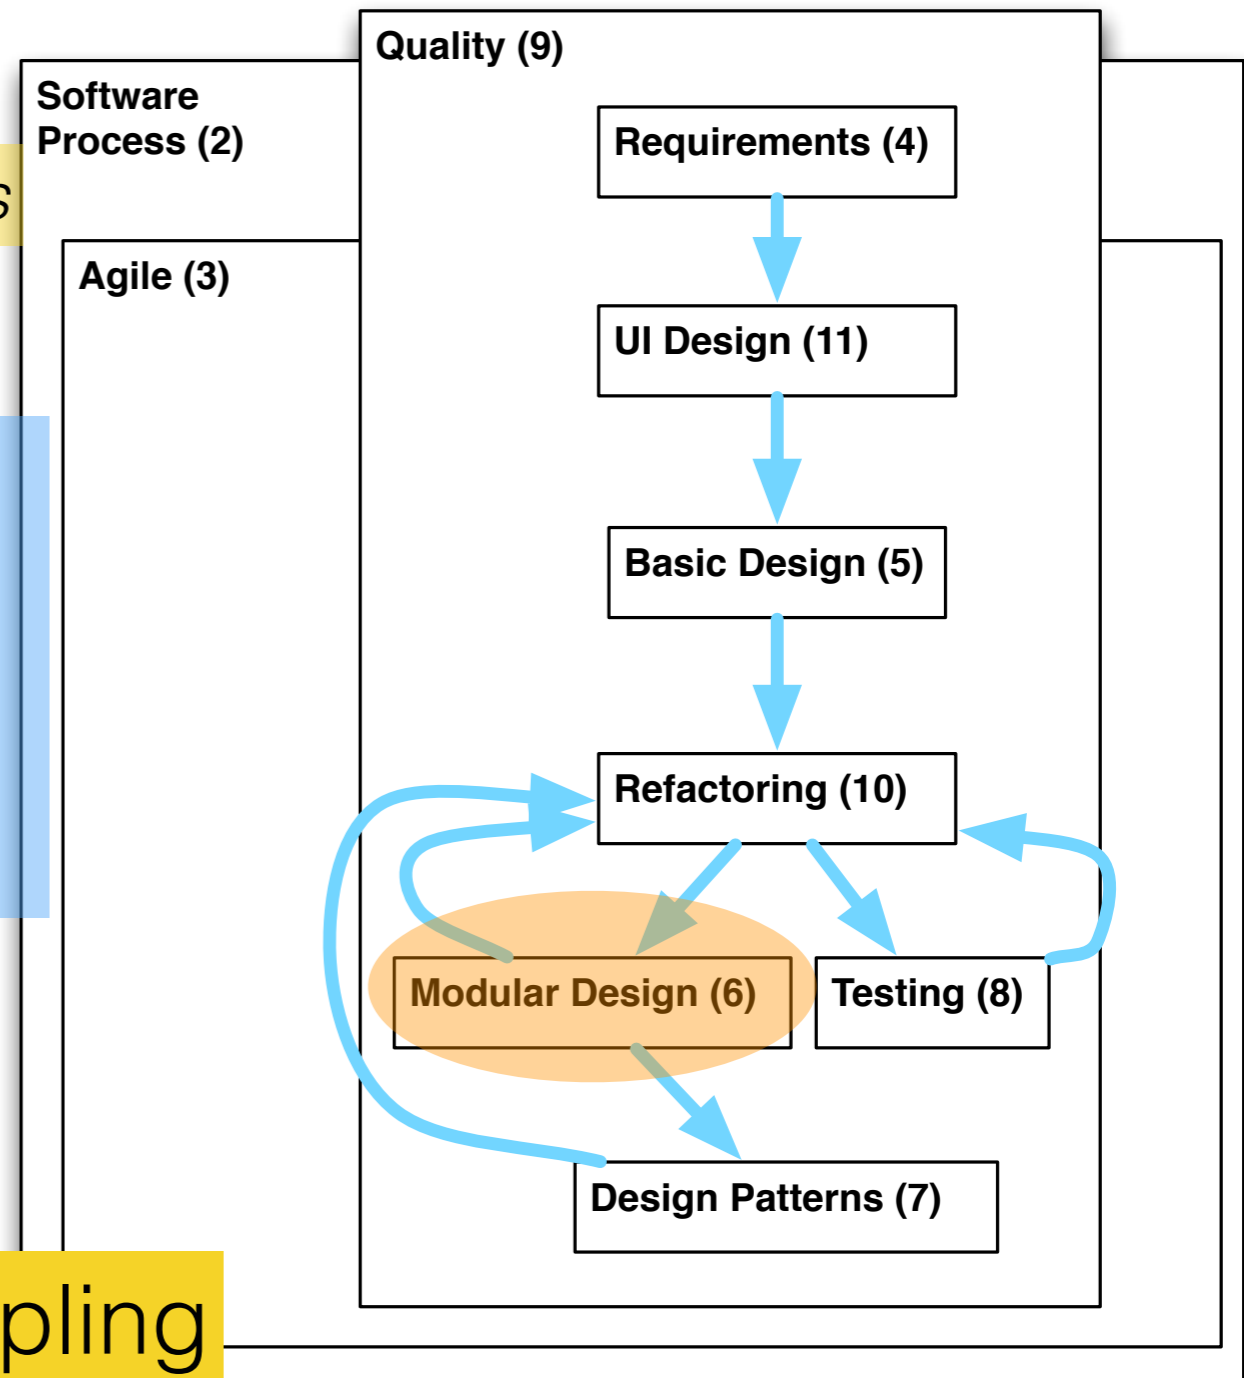 Quality (9)
Software
Process (2)
Requirements (4)
s
Agile (3)
UI Design (11)
Basic Design (5)
Refactoring (10)
Modular Design (6)
Testing (8)
Design Patterns (7)
pling